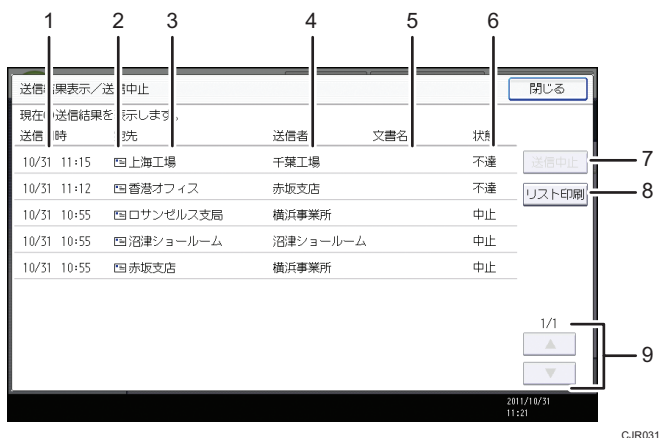 1 2 3 4 5 6
送信結果表示/送信中止
閉じる
現在の送信結果を表示します。
送信日時 宛先 送信者 文書名 状態
10/31 11:15 上海工場 千葉工場 不達
送信中止
7
10/31 11:12 香港オフィス 赤坂支店 不達
リスト印刷
8
10/31 10:55 ロサンゼルス支局 横浜事業所 中止
10/31 10:55 沼津ショールーム 沼津ショールーム 中止
10/31 10:55 赤坂支店 横浜事業所 中止
1/1
▲
9
▼
2011/10/31
11:21
CJR031